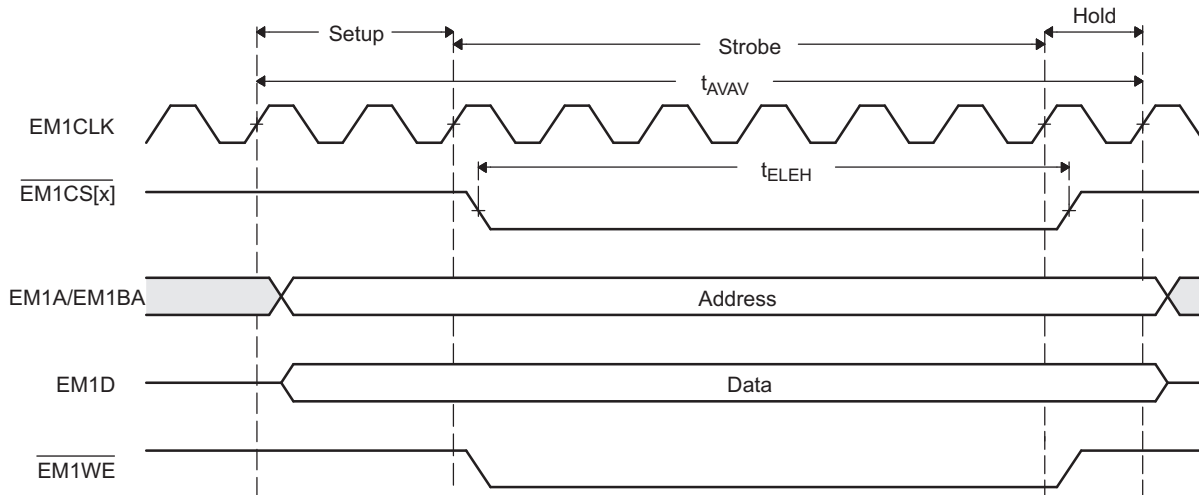 Setup
Strobe
Hold
tAVAV
EM1CLK
tELEH
EM1CS[x]
EM1A/EM1BA
Address
EM1D
Data
EM1WE